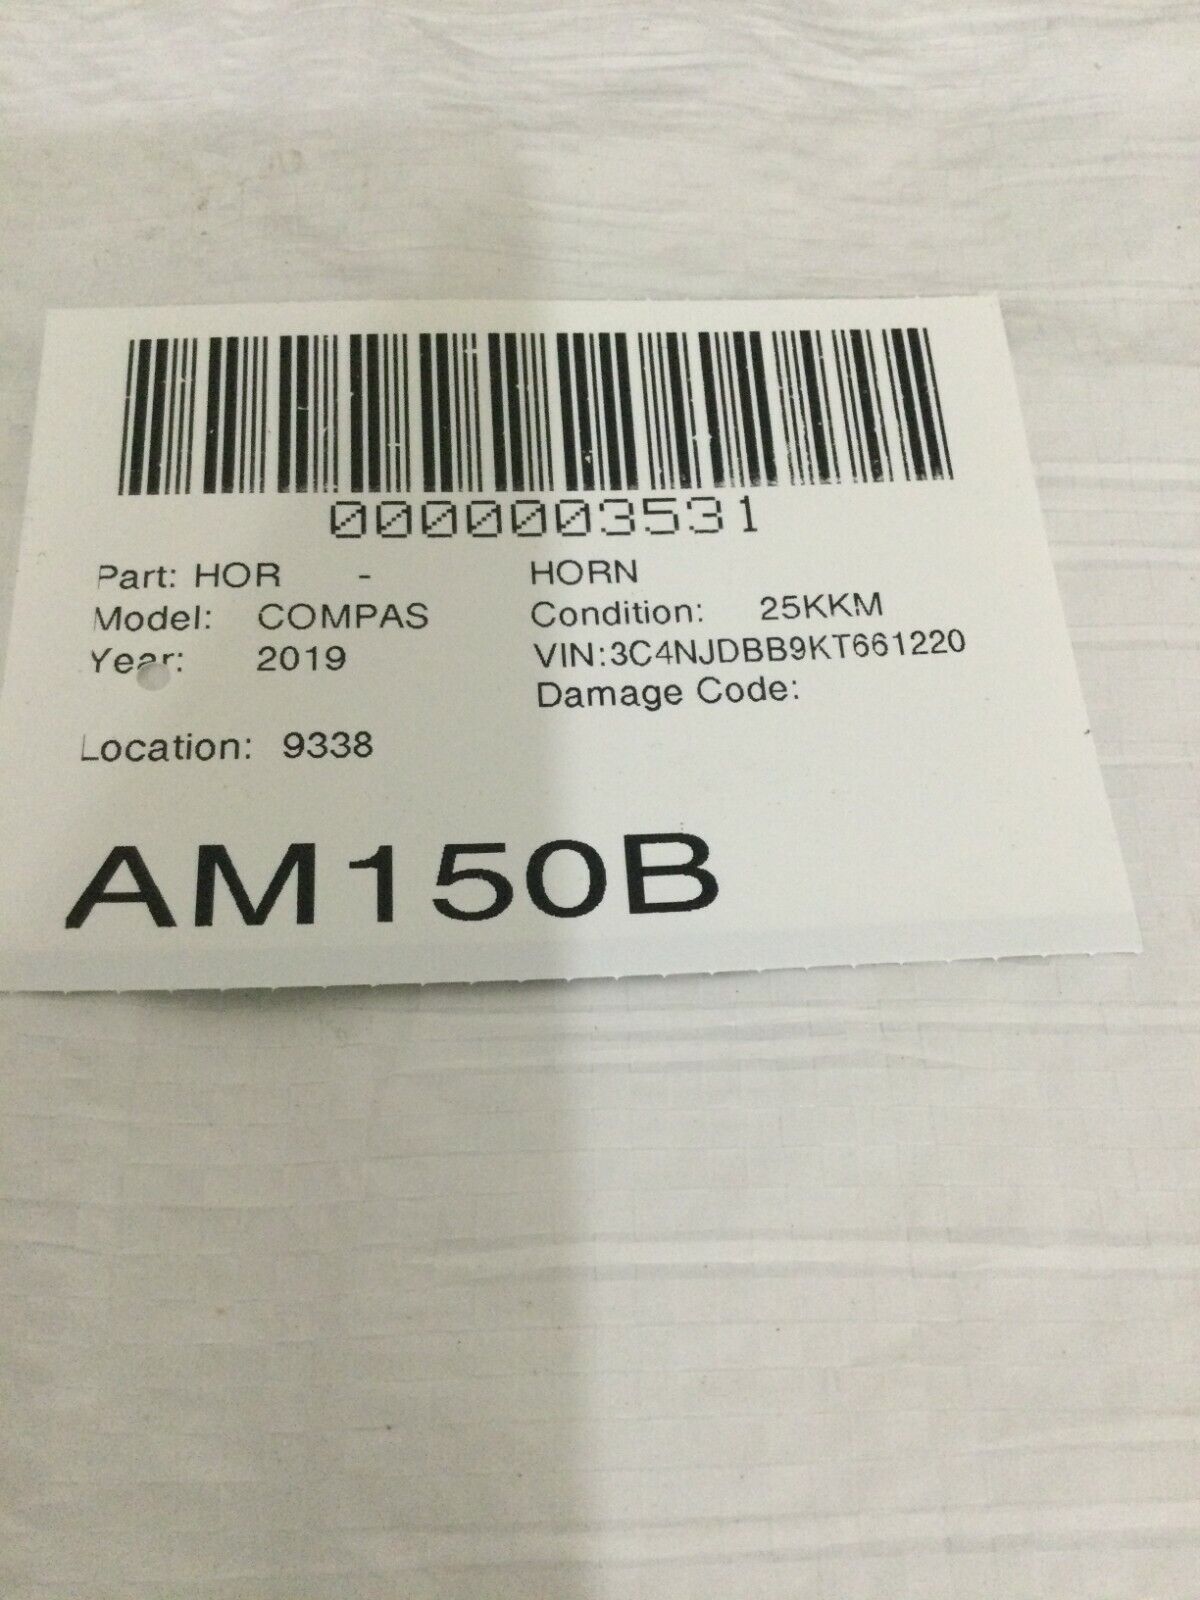 0000003531
Part: HOR - HORN
Model: COMPAS Condition: 25KKM
Year: 2019 VIN:3C4NJDBB9KT661220
Damage Code:
Location: 9338
AM150B